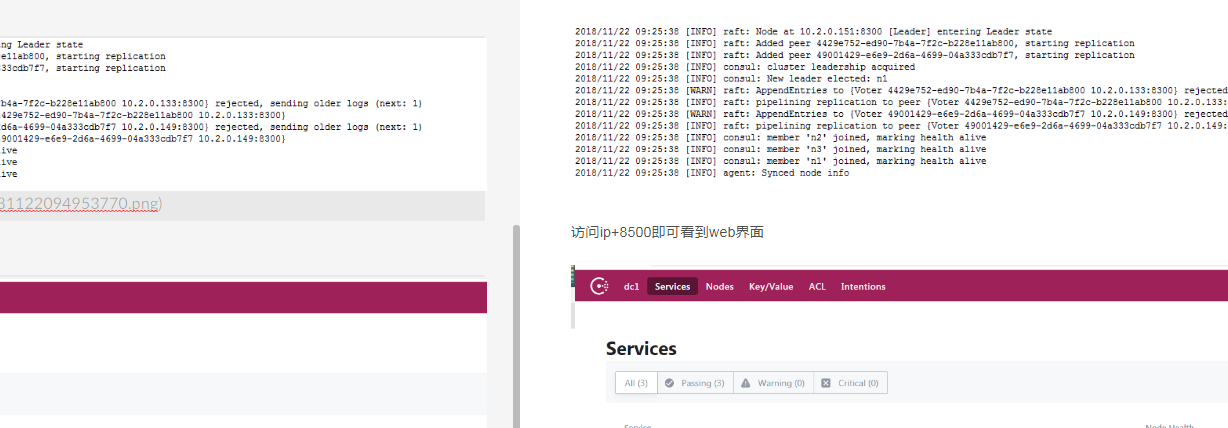 ng Leader state
e11ab800, starting replication
333cdb7f7, starting replication
7b4a-7f2c-b228e11ab800 10.2.0.133:8300} rejected, sending older logs (next: 1)
4429e752-ed90-7b4a-7f2c-b228e11ab800 10.2.0.133:8300}
2d6a-4699-04a333cdb7f7 10.2.0.149:8300} rejected, sending older logs (next: 1)
49001429-e6e9-2d6a-4699-04a333cdb7f7 10.2.0.149:8300}
live
live
live
81122094953770.png)
2018/11/22 09:25:38 [INFO] raft: Node at 10.2.0.151:8300 [Leader] entering Leader state
2018/11/22 09:25:38 [INFO] raft: Added peer 4429e752-ed90-7b4a-7f2c-b228e11ab800, starting replication
2018/11/22 09:25:38 [INFO] raft: Added peer 49001429-e6e9-2d6a-4699-04a333cdb7f7, starting replication
2018/11/22 09:25:38 [INFO] consul: cluster leadership acquired
2018/11/22 09:25:38 [INFO] consul: New leader elected: n1
2018/11/22 09:25:38 [WARN] raft: AppendEntries to {Voter 4429e752-ed90-7b4a-7f2c-b228e11ab800 10.2.0.133:8300} rejected
2018/11/22 09:25:38 [INFO] raft: pipelining replication to peer {Voter 4429e752-ed90-7b4a-7f2c-b228e11ab800 10.2.0.133:
2018/11/22 09:25:38 [WARN] raft: AppendEntries to {Voter 49001429-e6e9-2d6a-4699-04a333cdb7f7 10.2.0.149:8300} rejected
2018/11/22 09:25:38 [INFO] raft: pipelining replication to peer {Voter 49001429-e6e9-2d6a-4699-04a333cdb7f7 10.2.0.149:
2018/11/22 09:25:38 [INFO] consul: member 'n2' joined, marking health alive
2018/11/22 09:25:38 [INFO] consul: member 'n3' joined, marking health alive
2018/11/22 09:25:38 [INFO] consul: member 'n1' joined, marking health alive
2018/11/22 09:25:38 [INFO] agent: Synced node info
访问ip+8500即可看到web界面
dc1 Services Nodes Key/Value ACL Intentions
Services
All (3) Passing (3) Warning (0) Critical (0)
Service Node Health